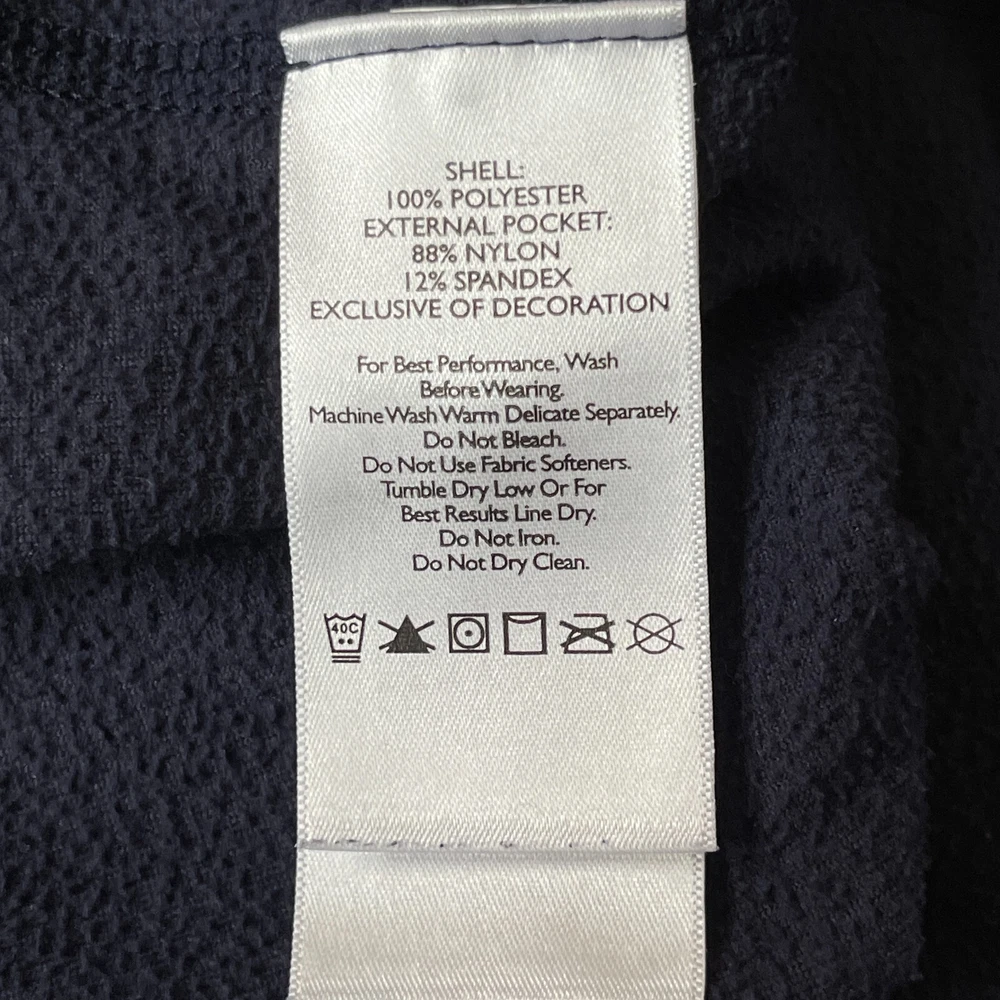 SHELL:
100% POLYESTER
EXTERNAL POCKET:
88% NYLON
12% SPANDEX
EXCLUSIVE OF DECORATION
For Best Performance, Wash
Before Wearing.
Machine Wash Warm Delicate Separately.
Do Not Bleach.
Do Not Use Fabric Softeners.
Tumble Dry Low Or For
Best Results Line Dry.
Do Not Iron.
Do Not Dry Clean.
40C